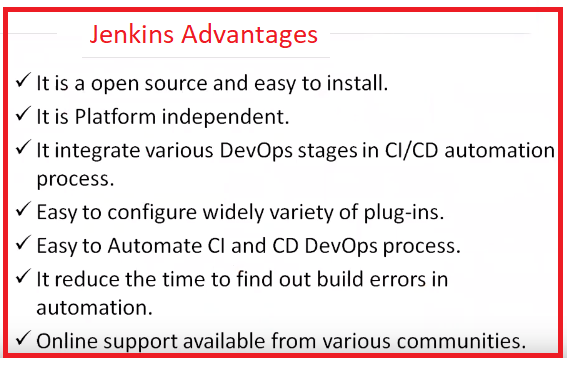 Jenkins Advantages
✓ It is a open source and easy to install.
✓ It is Platform independent.
✓ It integrate various DevOps stages in CI/CD automation
process.
✓ Easy to configure widely variety of plug-ins.
✓ Easy to Automate CI and CD DevOps process.
✓ It reduce the time to find out build errors in
automation.
✓ Online support available from various communities.